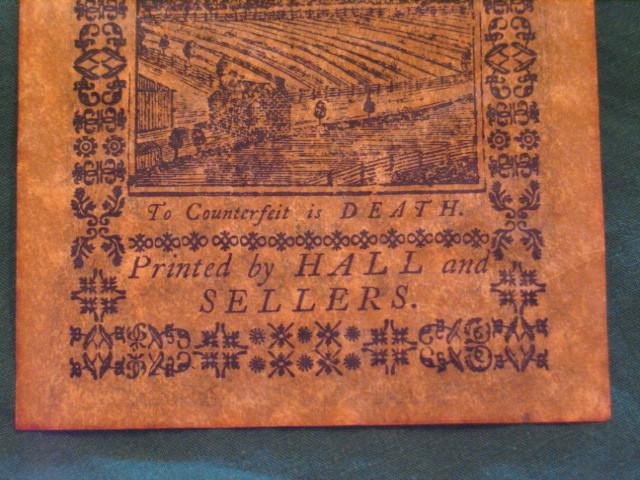 To Counterfeit is DEATH.
Printed by HALL and
SELLERS.